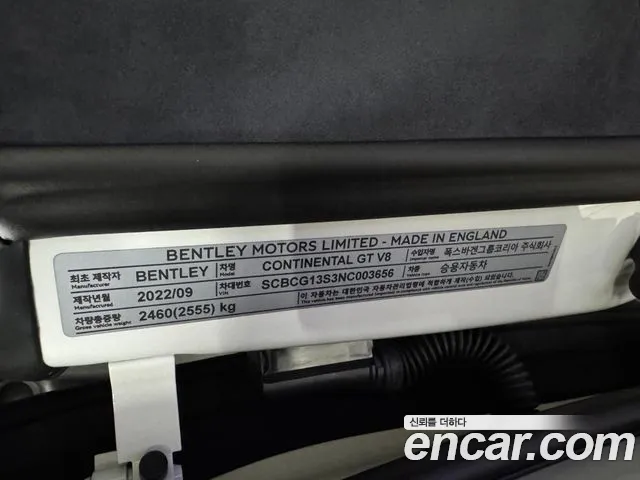 BENTLEY MOTORS LIMITED - MADE IN ENGLAND
최초 제작자 Manufacturer BENTLEY 차명 Model CONTINENTAL GT V8 수입자명 폭스바겐그룹코리아 주식회사
제작년월 Manufactured 2022/09 차대번호 VIN SCBCG13S3NC003656 차종 Vehicle type 승용자동차
차량총중량 Gross vehicle weight 2460(2555) kg 이 자동차는 대한민국 자동차관리법령에 적합하게 제작(수입) 되었습니다.
신뢰를 더하다
encar.com